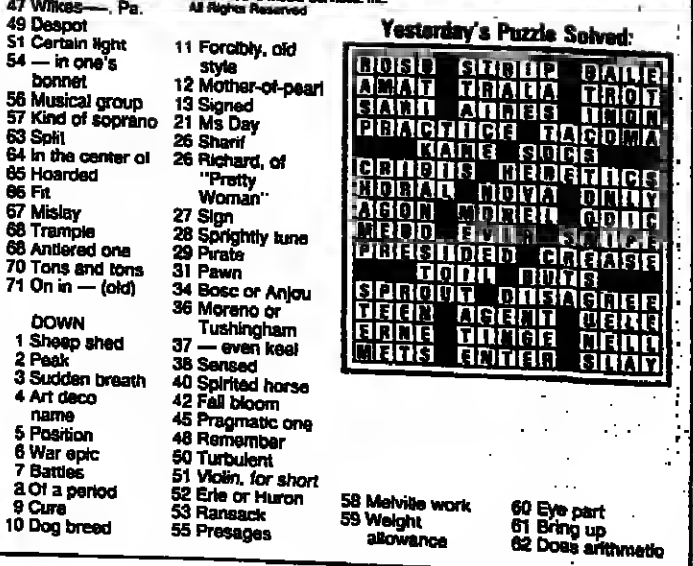 47 Wilkes-—, Pa.
49 Despot
51 Certain light
54 — in one's
bonnet
56 Musical group
57 Kind of soprano
63 Split
64 In the center of
65 Hoarded
66 Fit
67 Mislay
68 Trample
68 Antlered one
70 Tons and tons
71 On in — (old)
DOWN
1 Sheep shed
2 Peak
3 Sudden breath
4 Art deco
name
5 Position
6 War epic
7 Battles
8 Of a period
9 Cure
10 Dog breed
All Rights Reserved
11 Forcibly, old
style
12 Mother-of-pearl
13 Signed
21 Ms Day
26 Sharif
26 Richard, of
"Pretty
Woman"
27 Sign
28 Sprightly tune
29 Pirate
31 Pawn
34 Bosc or Anjou
36 Moreno or
Tushingham
37 — even keel
38 Sensed
40 Spirited horse
42 Fall bloom
45 Pragmatic one
48 Remember
50 Turbulent
51 Violin, for short
52 Erie or Huron
53 Ransack
55 Presages
Yesterday's Puzzle Solved:
STRIP BALE
AMAT TRALA TROT
SARI AIRES INON
PRACTICE TACOMA
KANE SOCS
CRISIS HERETICS
HORAL NOVA ONLY
AGON MOREL ODIC
SNIPE
PRESIDED CREASE
TOIL BUTS
SPROUT DISAGREE
TEEN AGENT UELE
ERNE TINGE NELL
METS ENTER SLAY
58 Melville work
59 Weight
allowance
60 Eye part
61 Bring up
62 Does arithmetic